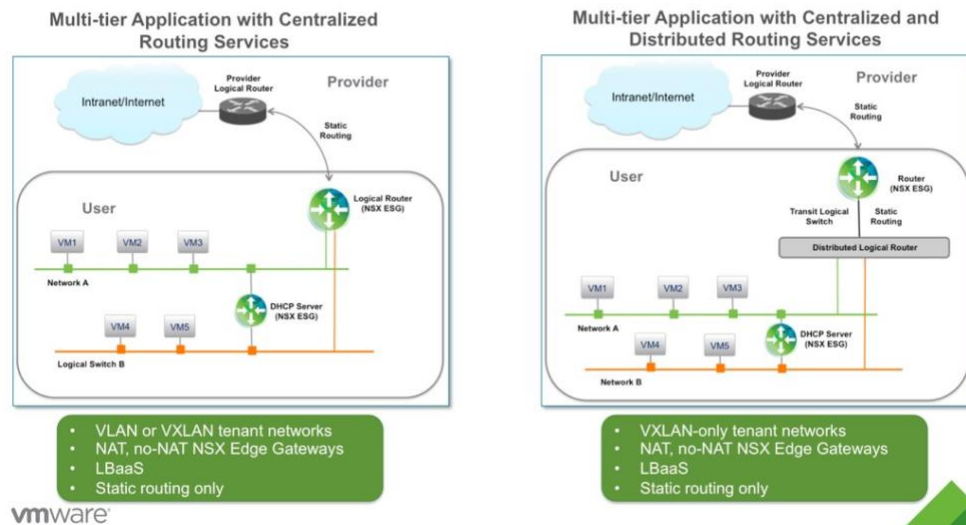 Multi-tier Application with Centralized
Routing Services
Provider
Logical Router
Provider
Intranet/Internet
Static
Routing
User
Logical Router
(NSX ESG)
VM1
VM2
VM3
Network A
DHCP Server
(NSX ESG)
VM4
VM5
Logical Switch B
• VLAN or VXLAN tenant networks
• NAT, no-NAT NSX Edge Gateways
• LBaaS
• Static routing only
Multi-tier Application with Centralized and
Distributed Routing Services
Provider
Logical Router
Provider
Intranet/Internet
Static
Routing
User
Router
(NSX ESG)
Transit Logical
Switch
Static
Routing
Distributed Logical Router
VM1
VM2
VM3
Network A
DHCP Server
(NSX ESG)
VM4
VM5
Network B
• VXLAN-only tenant networks
• NAT, no-NAT NSX Edge Gateways
• LBaaS
• Static routing only
vmware